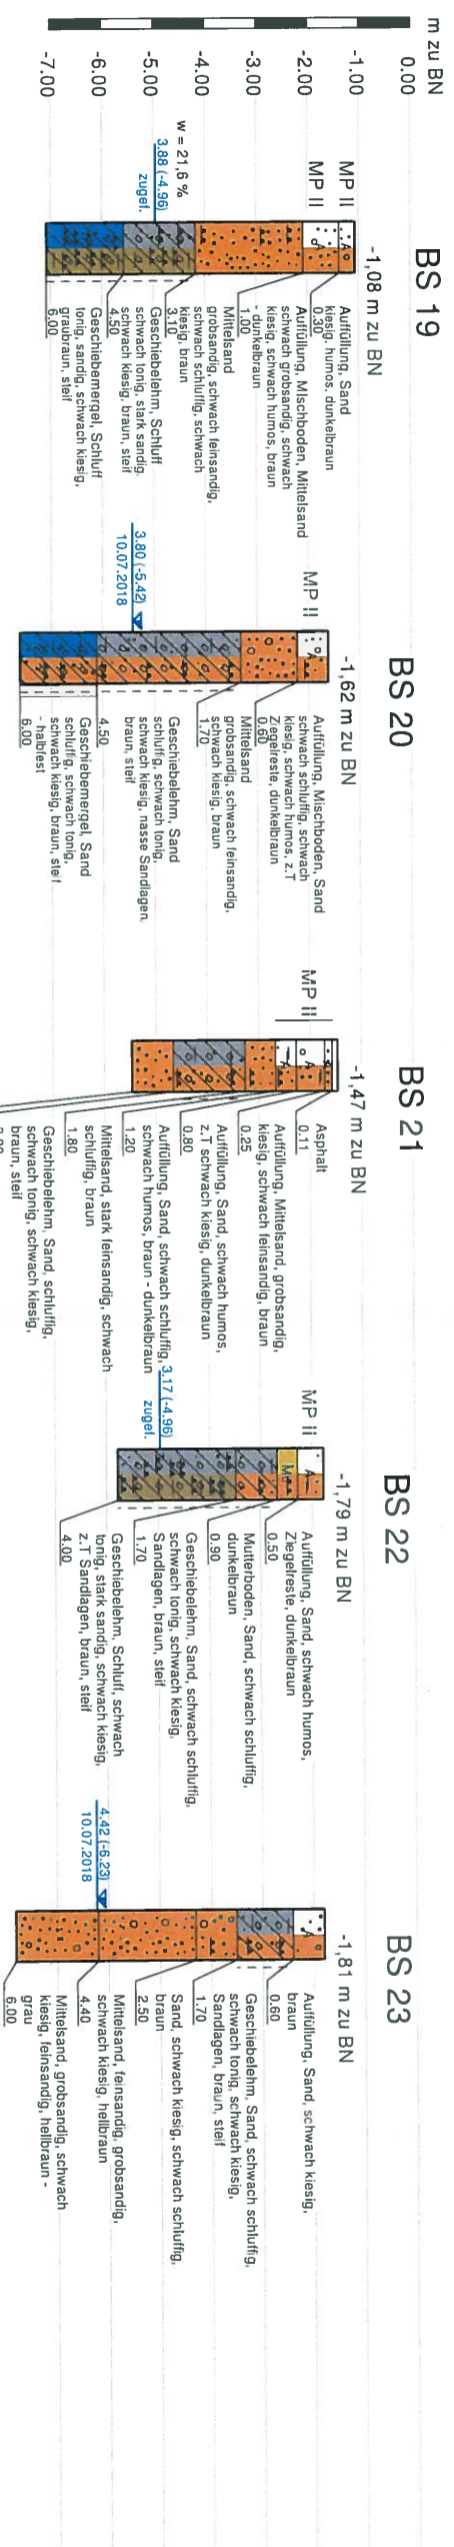 m zu BN
0.00
-1.00
-2.00
-3.00
-4.00
-5.00
-6.00
-7.00
BS 19
-1,08 m zu BN
MP II
MP II
A
A
w = 21,6 %
3.88 (-4.96)
zugef.
Auffüllung, Sand
kiesig, humos, dunkelbraun
0.30
Auffüllung, Mischboden, Mittelsand
schwach grobsandig, schwach
kiesig, schwach humos, braun
- dunkelbraun
1.00
Mittelsand
grobsandig, schwach feinsandig,
schwach schluffig, schwach
kiesig, braun
3.10
Geschiebelehm, Schluff
schwach tonig, stark sandig,
schwach kiesig, braun, steif
4.50
Geschiebemergel, Schluff
tonig, sandig, schwach kiesig,
graubraun, steif
6.00
BS 20
-1,62 m zu BN
MP II
A
3.80 (-5.42)
10.07.2018
Auffüllung, Mischboden, Sand
schwach schluffig, schwach
kiesig, schwach humos, z.T
Ziegelreste, dunkelbraun
0.60
Mittelsand
grobsandig, schwach feinsandig,
schwach kiesig, braun
1.70
Geschiebelehm, Sand
schluffig, schwach tonig,
schwach kiesig, nasse Sandlagen,
braun, steif
4.50
Geschiebemergel, Sand
schluffig, schwach tonig,
schwach kiesig, braun, steif
- halbfest
6.00
BS 21
-1,47 m zu BN
MP II
A
Asphalt
0.11
Auffüllung, Mittelsand, grobsandig,
kiesig, schwach feinsandig, braun
0.25
Auffüllung, Sand, schwach humos,
z.T schwach kiesig, dunkelbraun
0.80
Auffüllung, Sand, schwach schluffig,
schwach humos, braun - dunkelbraun
1.20
Mittelsand, stark feinsandig, schwach
schluffig, braun
1.80
Geschiebelehm, Sand, schluffig,
schwach tonig, schwach kiesig,
braun, steif
BS 22
-1,79 m zu BN
MP II
A
Mu
3.17 (-4.96)
zugef.
Auffüllung, Sand, schwach humos,
Ziegelreste, dunkelbraun
0.50
Mutterboden, Sand, schwach schluffig,
dunkelbraun
0.90
Geschiebelehm, Sand, schwach schluffig,
schwach tonig, schwach kiesig,
Sandlagen, braun, steif
1.70
Geschiebelehm, Schluff, schwach
tonig, stark sandig, schwach kiesig,
z.T Sandlagen, braun, steif
4.00
BS 23
-1,81 m zu BN
A
4.42 (-6.23)
10.07.2018
Auffüllung, Sand, schwach kiesig,
braun
0.60
Geschiebelehm, Sand, schwach schluffig,
schwach tonig, schwach kiesig,
Sandlagen, braun, steif
1.70
Sand, schwach kiesig, schwach schluffig,
braun
2.50
Mittelsand, feinsandig, grobsandig,
schwach kiesig, hellbraun
4.40
Mittelsand, grobsandig, schwach
kiesig, feinsandig, hellbraun -
grau
6.00